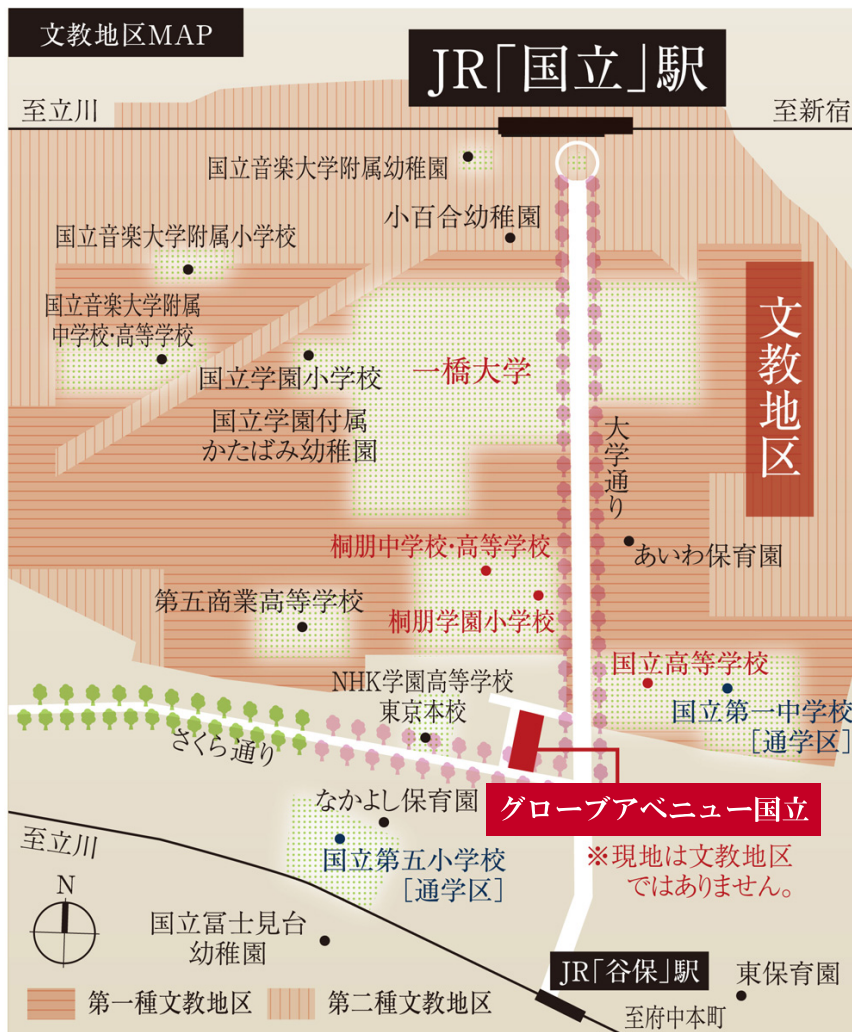 文教地区MAP
JR「国立」駅
至立川
至新宿
国立音楽大学附属幼稚園
小百合幼稚園
国立音楽大学附属小学校
国立音楽大学附属
中学校・高等学校
国立学園小学校
一橋大学
文教地区
国立学園付属
かたばみ幼稚園
大学通り
桐朋中学校・高等学校
あいわ保育園
第五商業高等学校
桐朋学園小学校
国立高等学校
NHK学園高等学校
東京本校
国立第一中学校
[通学区]
さくら通り
なかよし保育園
グローブアベニュー国立
至立川
国立第五小学校
[通学区]
※現地は文教地区
ではありません。
N
国立冨士見台
幼稚園
JR「谷保」駅
東保育園
第一種文教地区
第二種文教地区
至府中本町